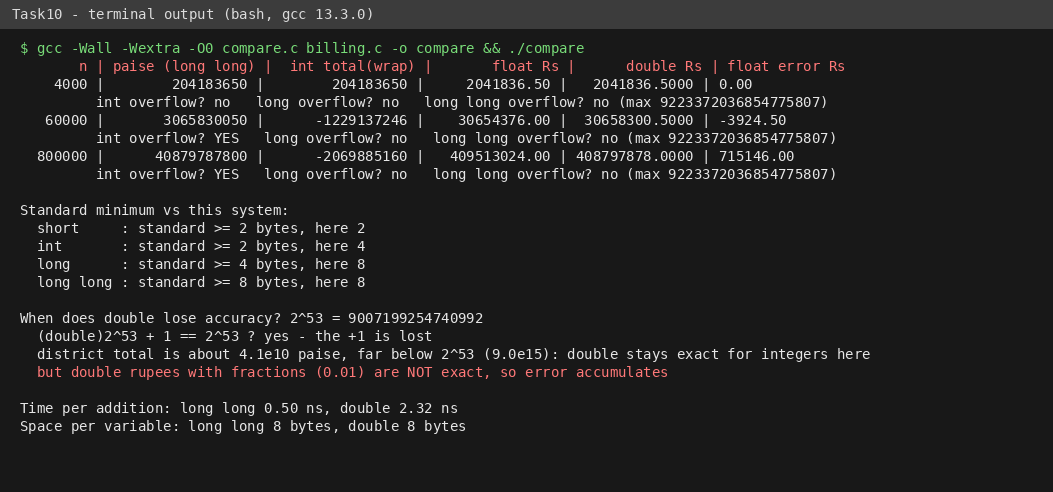 Task10 - terminal output (bash, gcc 13.3.0)
$ gcc -Wall -Wextra -O0 compare.c billing.c -o compare && ./compare
n | paise (long long) |  int total(wrap) |       float Rs |      double Rs | float error Rs
4000 |        204183650 |        204183650 |     2041836.50 |   2041836.5000 | 0.00
int overflow? no   long overflow? no   long long overflow? no (max 9223372036854775807)
60000 |       3065830050 |      -1229137246 |    30654376.00 |  30658300.5000 | -3924.50
int overflow? YES   long overflow? no   long long overflow? no (max 9223372036854775807)
800000 |      40879787800 |      -2069885160 |   409513024.00 | 408797878.0000 | 715146.00
int overflow? YES   long overflow? no   long long overflow? no (max 9223372036854775807)
Standard minimum vs this system:
short     : standard >= 2 bytes, here 2
int       : standard >= 2 bytes, here 4
long      : standard >= 4 bytes, here 8
long long : standard >= 8 bytes, here 8
When does double lose accuracy? 2^53 = 9007199254740992
(double)2^53 + 1 == 2^53 ? yes - the +1 is lost
district total is about 4.1e10 paise, far below 2^53 (9.0e15): double stays exact for integers here
but double rupees with fractions (0.01) are NOT exact, so error accumulates
Time per addition: long long 0.50 ns, double 2.32 ns
Space per variable: long long 8 bytes, double 8 bytes